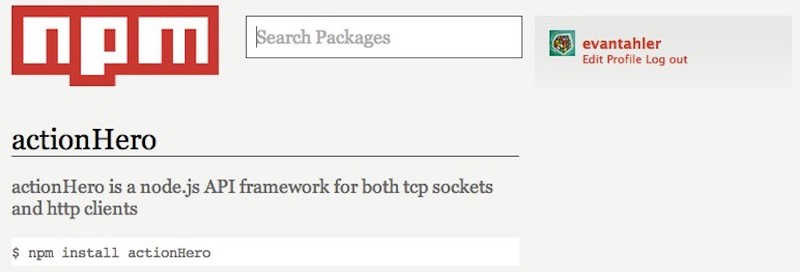 npm
Search Packages
evantahler
Edit Profile Log out
actionHero
actionHero is a node.js API framework for both tcp sockets
and http clients
$ npm install actionHero